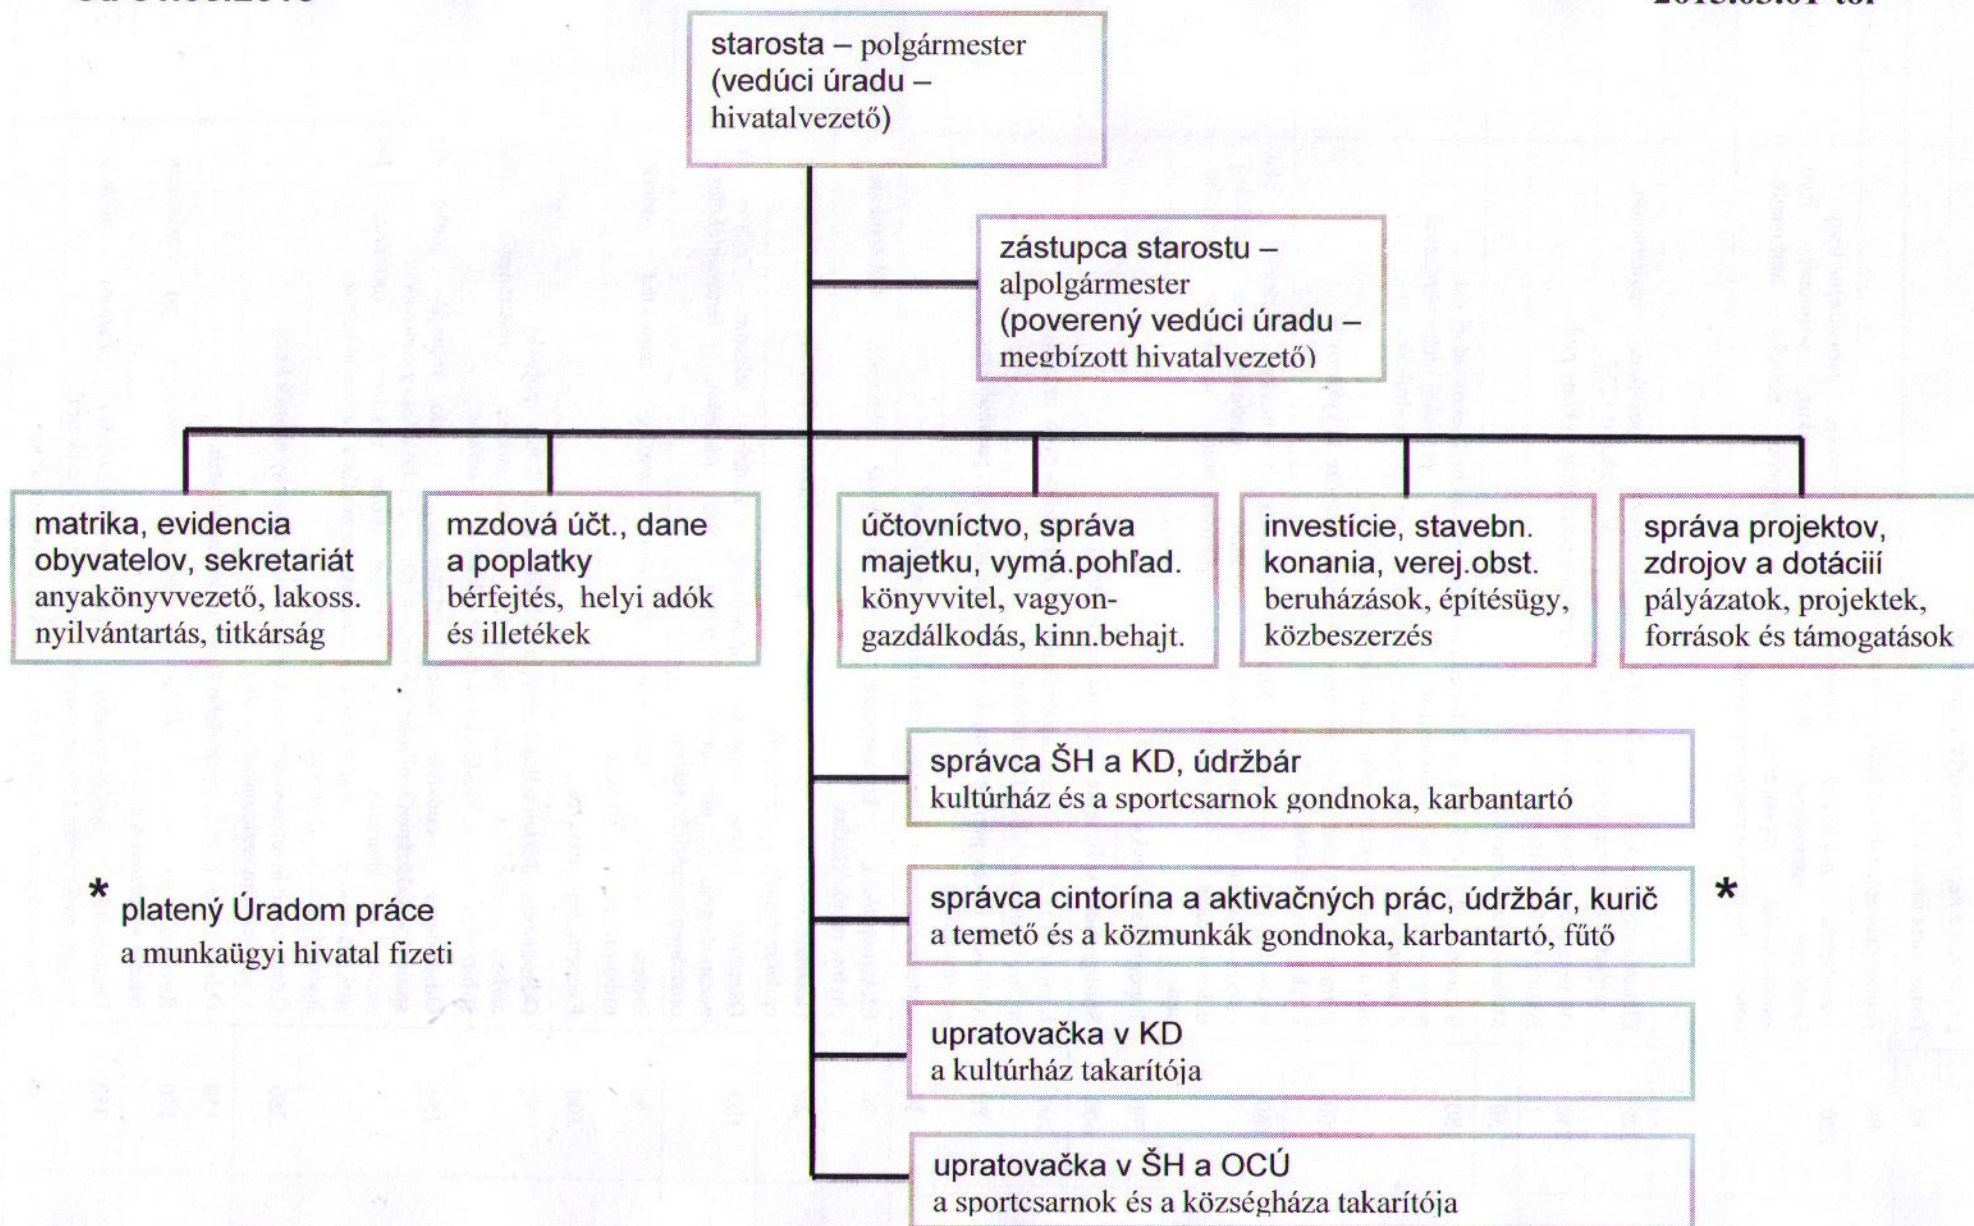 starosta – polgármester
(vedúci úradu –
hivatalvezető)
zástupca starostu –
alpolgármester
(poverený vedúci úradu –
megbízott hivatalvezető)
matrika, evidencia
obyvatelov, sekretariát
anyakönyvvezető, lakoss.
nyilvántartás, titkárság
mzdová účt., dane
a poplatky
bérfejtés, helyi adók
és illetékek
účtovníctvo, správa
majetku, vymá.pohľad.
könyvvitel, vagyon-
gazdálkodás, kinn.behajt.
investície, stavebn.
konania, verej.obst.
beruházások, építésügy,
közbeszerzés
správa projektov,
zdrojov a dotáciií
pályázatok, projektek,
források és támogatások
správca ŠH a KD, údržbár
kultúrház és a sportcsarnok gondnoka, karbantartó
správca cintorína a aktivačných prác, údržbár, kurič *
a temető és a közmunkák gondnoka, karbantartó, fűtő
* platený Úradom práce
a munkaügyi hivatal fizeti
upratovačka v KD
a kultúrház takarítója
upratovačka v ŠH a OCÚ
a sportcsarnok és a községháza takarítója